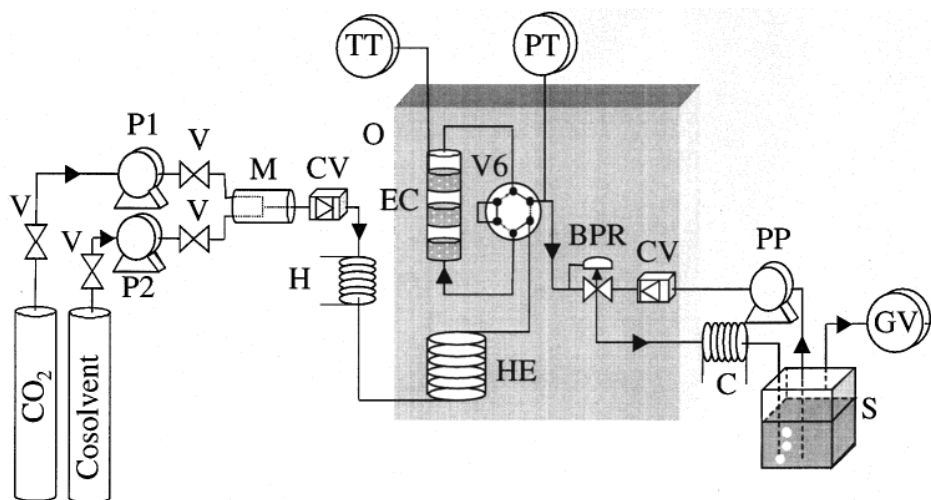 TT
PT
P1
V
O
M
CV
V6
V
EC
V
BPR
CV
PP
V
P2
H
GV
HE
C
S
CO₂
Cosolvent